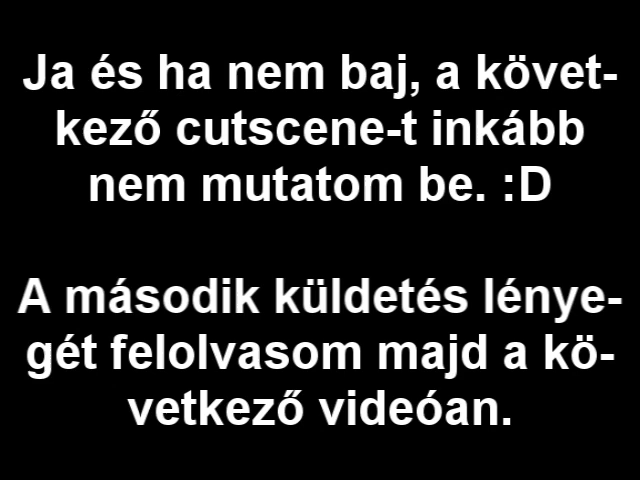 Ja és ha nem baj, a követ-
kező cutscene-t inkább
nem mutatom be. :D
A második küldetés lénye-
gét felolvasom majd a kö-
vetkező videóan.